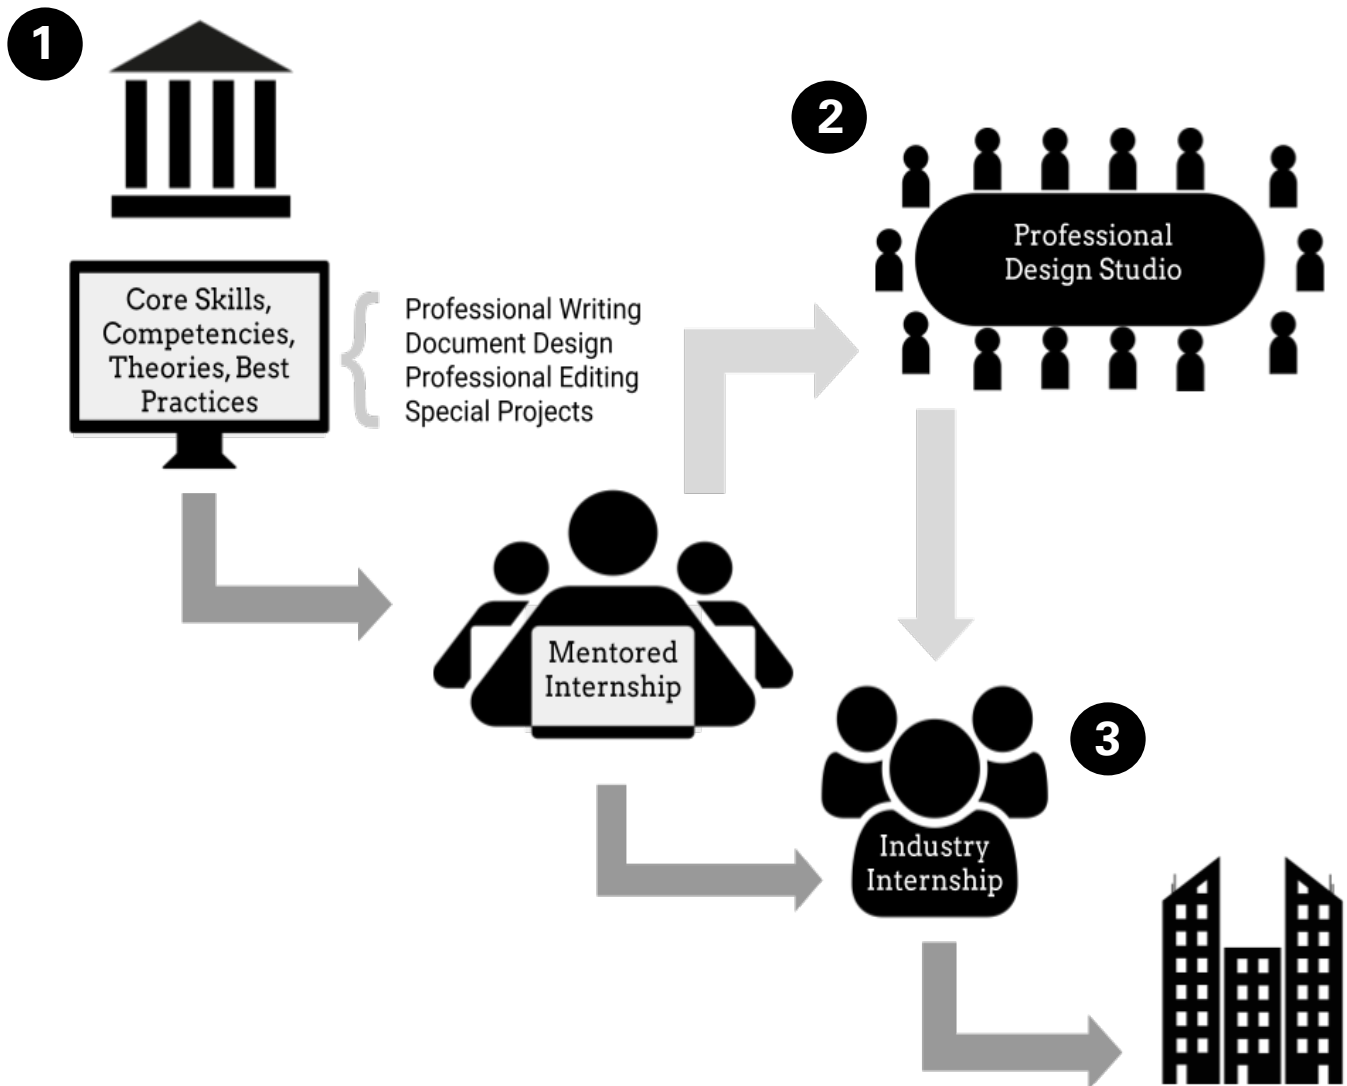 1
Core Skills,
Competencies,
Theories, Best
Practices
Professional Writing
Document Design
Professional Editing
Special Projects
2
Professional
Design Studio
Mentored
Internship
3
Industry
Internship